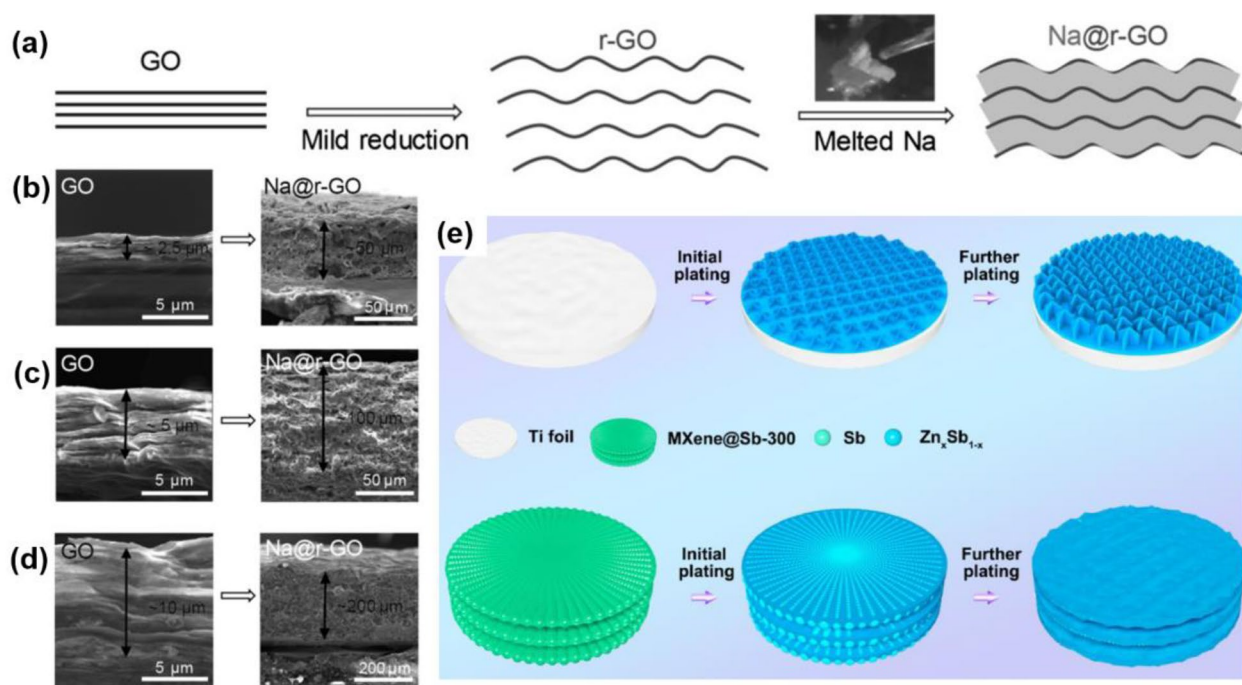 (a)
GO
Mild reduction
r-GO
Melted Na
Na@r-GO
(b)
GO
~ 2.5 μm
5 μm
Na@r-GO
~50 μm
50 μm
(c)
GO
~ 5 μm
5 μm
Na@r-GO
~100 μm
50 μm
(d)
GO
~10 μm
5 μm
Na@r-GO
~200 μm
200 μm
(e)
Initial
plating
Further
plating
Ti foil
MXene@Sb-300
Sb
ZnₓSb₁₋ₓ
Initial
plating
Further
plating